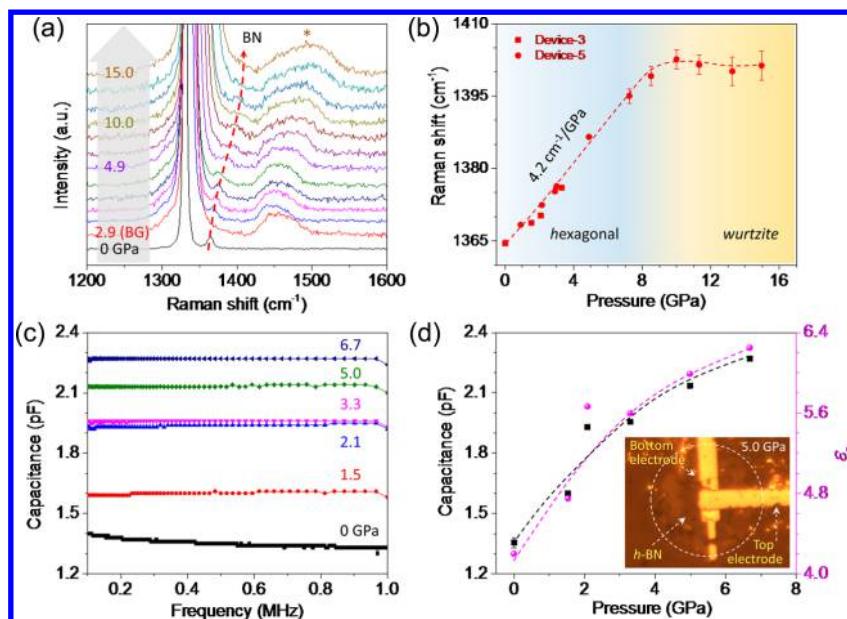 (a)
BN
*
15.0
10.0
4.9
2.9 (BG)
0 GPa
Intensity (a.u.)
1200 1300 1400 1500 1600
Raman shift (cm-1)
(b)
Device-3
Device-5
4.2 cm-1/GPa
hexagonal
wurtzite
1410
1395
1380
1365
Raman shift (cm-1)
0 4 8 12 16
Pressure (GPa)
(c)
2.4
2.1
1.8
1.5
1.2
Capacitance (pF)
6.7
5.0
3.3
2.1
1.5
0 GPa
0.2 0.4 0.6 0.8 1.0
Frequency (MHz)
(d)
2.4
2.1
1.8
1.5
1.2
Capacitance (pF)
Bottom
electrode
5.0 GPa
h-BN
Top
electrode
6.4
5.6
4.8
4.0
0 2 4 6 8
Pressure (GPa)